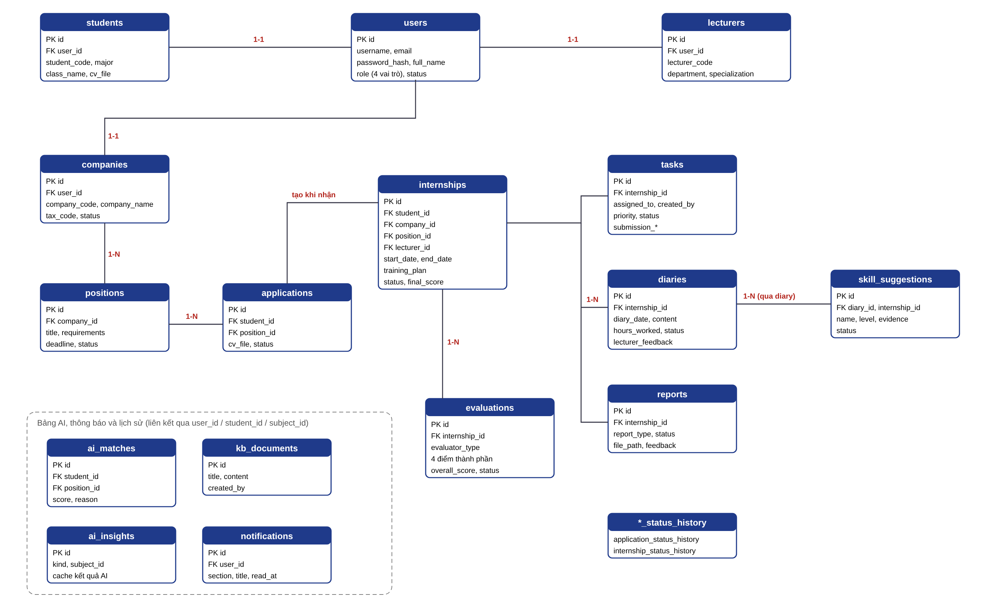 students
PK id
FK user_id
student_code, major
class_name, cv_file
1-1
users
PK id
username, email
password_hash, full_name
role (4 vai trò), status
1-1
lecturers
PK id
FK user_id
lecturer_code
department, specialization
1-1
companies
PK id
FK user_id
company_code, company_name
tax_code, status
1-N
positions
PK id
FK company_id
title, requirements
deadline, status
1-N
applications
PK id
FK student_id
FK position_id
cv_file, status
tạo khi nhận
internships
PK id
FK student_id
FK company_id
FK position_id
FK lecturer_id
start_date, end_date
training_plan
status, final_score
1-N
tasks
PK id
FK internship_id
assigned_to, created_by
priority, status
submission_*
1-N
diaries
PK id
FK internship_id
diary_date, content
hours_worked, status
lecturer_feedback
1-N (qua diary)
skill_suggestions
PK id
FK diary_id, internship_id
name, level, evidence
status
reports
PK id
FK internship_id
report_type, status
file_path, feedback
evaluations
PK id
FK internship_id
evaluator_type
4 điểm thành phần
overall_score, status
Bảng AI, thông báo và lịch sử (liên kết qua user_id / student_id / subject_id)
ai_matches
PK id
FK student_id
FK position_id
score, reason
kb_documents
PK id
title, content
created_by
ai_insights
PK id
kind, subject_id
cache kết quả AI
notifications
PK id
FK user_id
section, title, read_at
*_status_history
application_status_history
internship_status_history